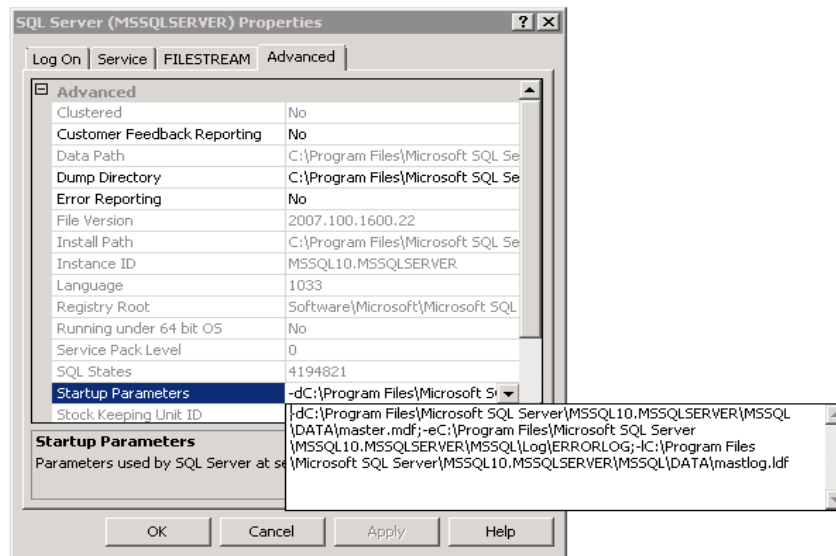 SQL Server (MSSQLSERVER) Properties
Log On Service FILESTREAM Advanced
Advanced
Clustered No
Customer Feedback Reporting No
Data Path C:\Program Files\Microsoft SQL Se
Dump Directory C:\Program Files\Microsoft SQL Se
Error Reporting No
File Version 2007.100.1600.22
Install Path C:\Program Files\Microsoft SQL Se
Instance ID MSSQL10.MSSQLSERVER
Language 1033
Registry Root Software\Microsoft\Microsoft SQL
Running under 64 bit OS No
Service Pack Level 0
SQL States 4194821
Startup Parameters -dC:\Program Files\Microsoft S
Stock Keeping Unit ID
-dC:\Program Files\Microsoft SQL Server\MSSQL10.MSSQLSERVER\MSSQL
\DATA\master.mdf;-eC:\Program Files\Microsoft SQL Server
\MSSQL10.MSSQLSERVER\MSSQL\Log\ERRORLOG;-lC:\Program Files
\Microsoft SQL Server\MSSQL10.MSSQLSERVER\MSSQL\DATA\mastlog.ldf
Startup Parameters
Parameters used by SQL Server at se
OK Cancel Apply Help